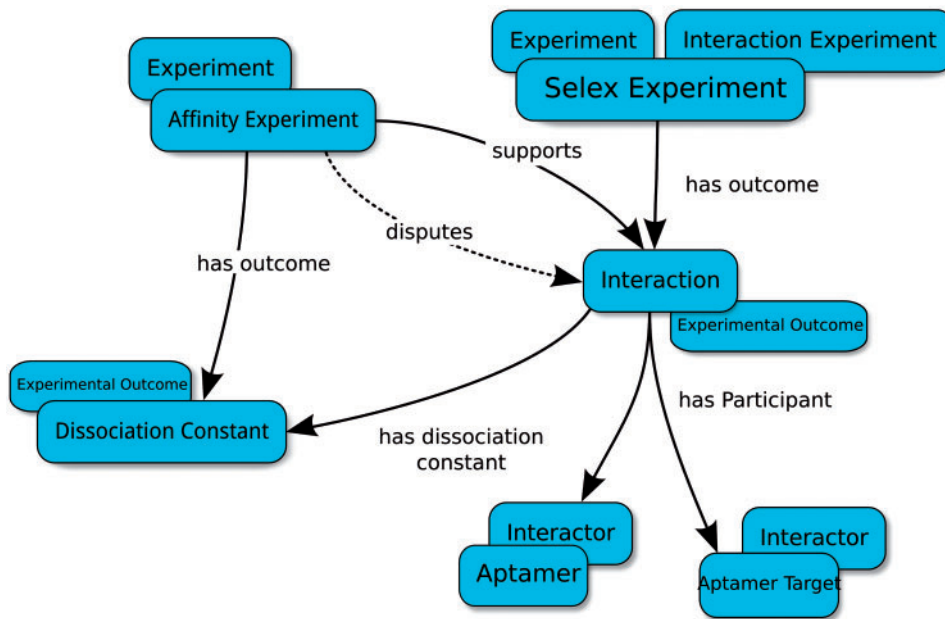 Experiment
Interaction Experiment
Selex Experiment
Experiment
Affinity Experiment
supports
has outcome
disputes
has outcome
Interaction
Experimental Outcome
Experimental Outcome
Dissociation Constant
has Participant
has dissociation
constant
Interactor
Aptamer
Interactor
Aptamer Target